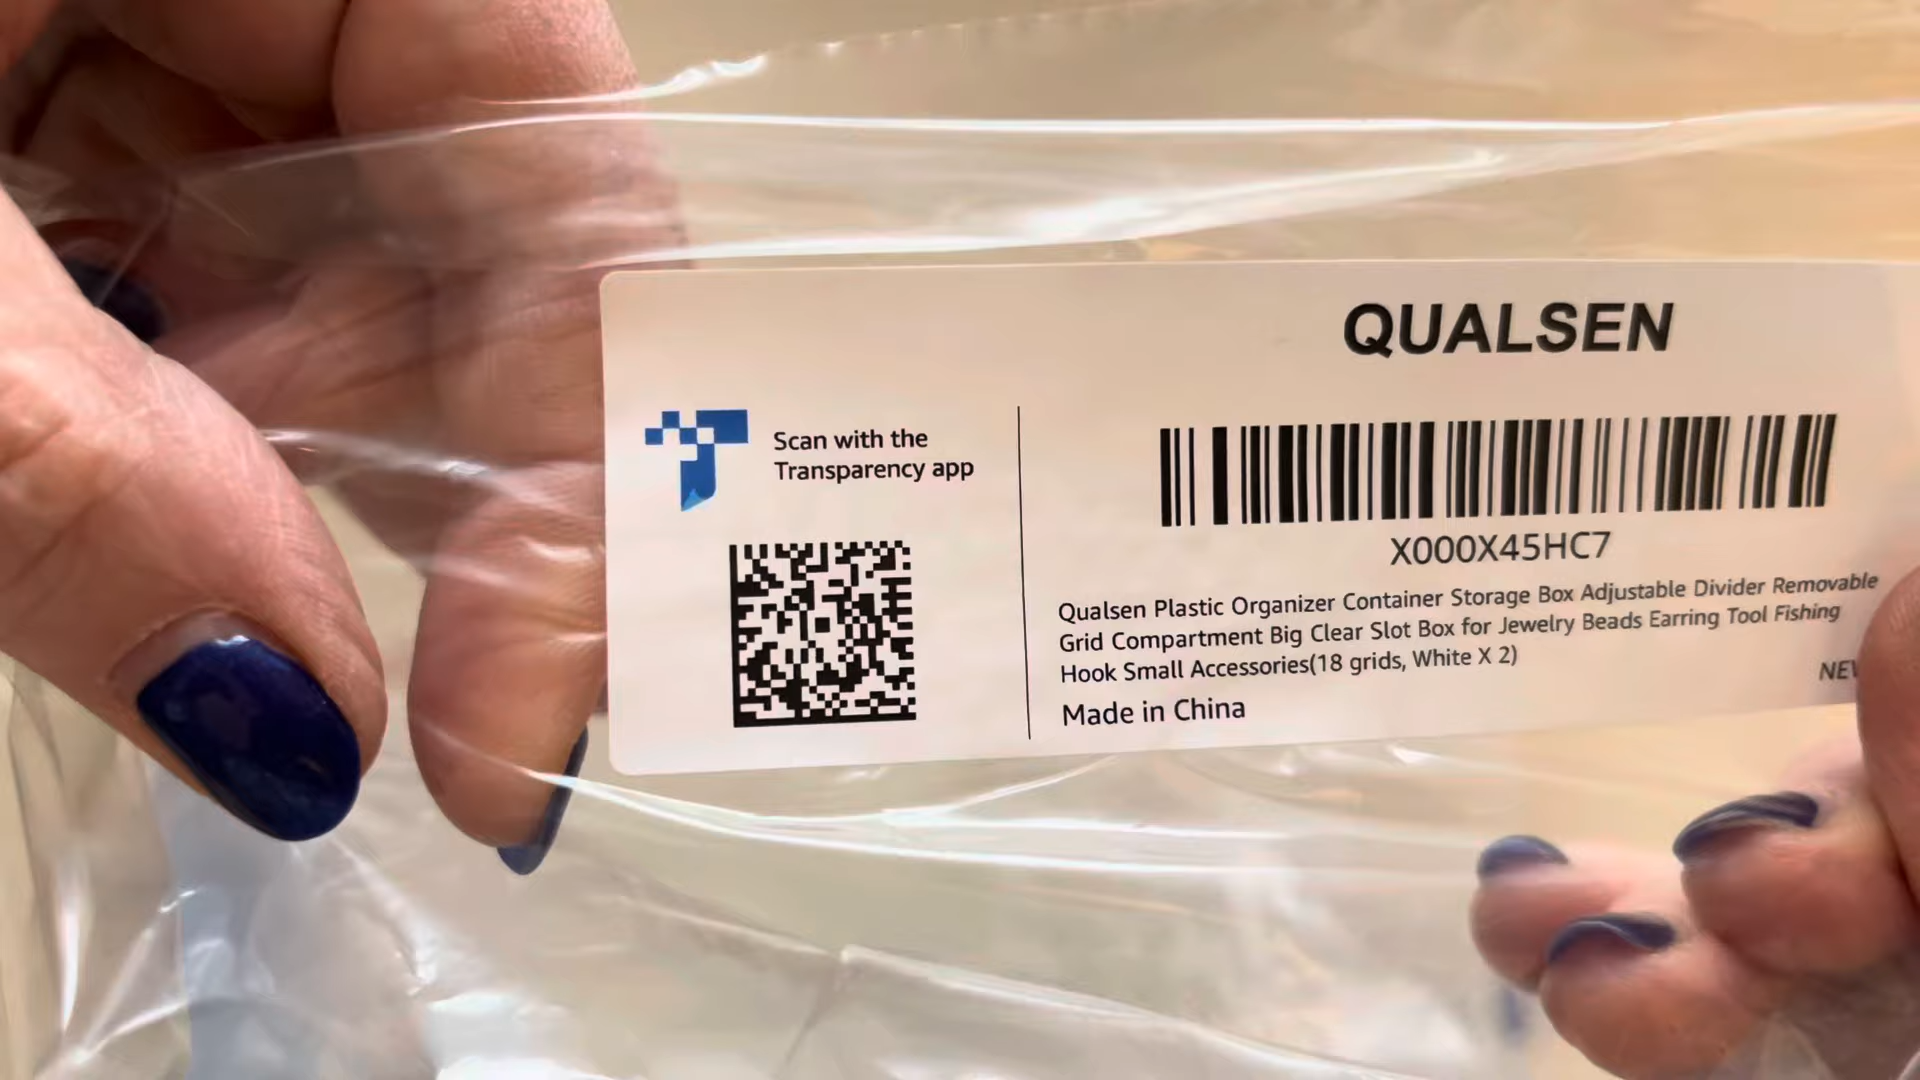 QUALSEN
Scan with the
Transparency app
X000X45HC7
Qualsen Plastic Organizer Container Storage Box Adjustable Divider Removable
Grid Compartment Big Clear Slot Box for Jewelry Beads Earring Tool Fishing
Hook Small Accessories(18 grids, White X 2)
Made in China